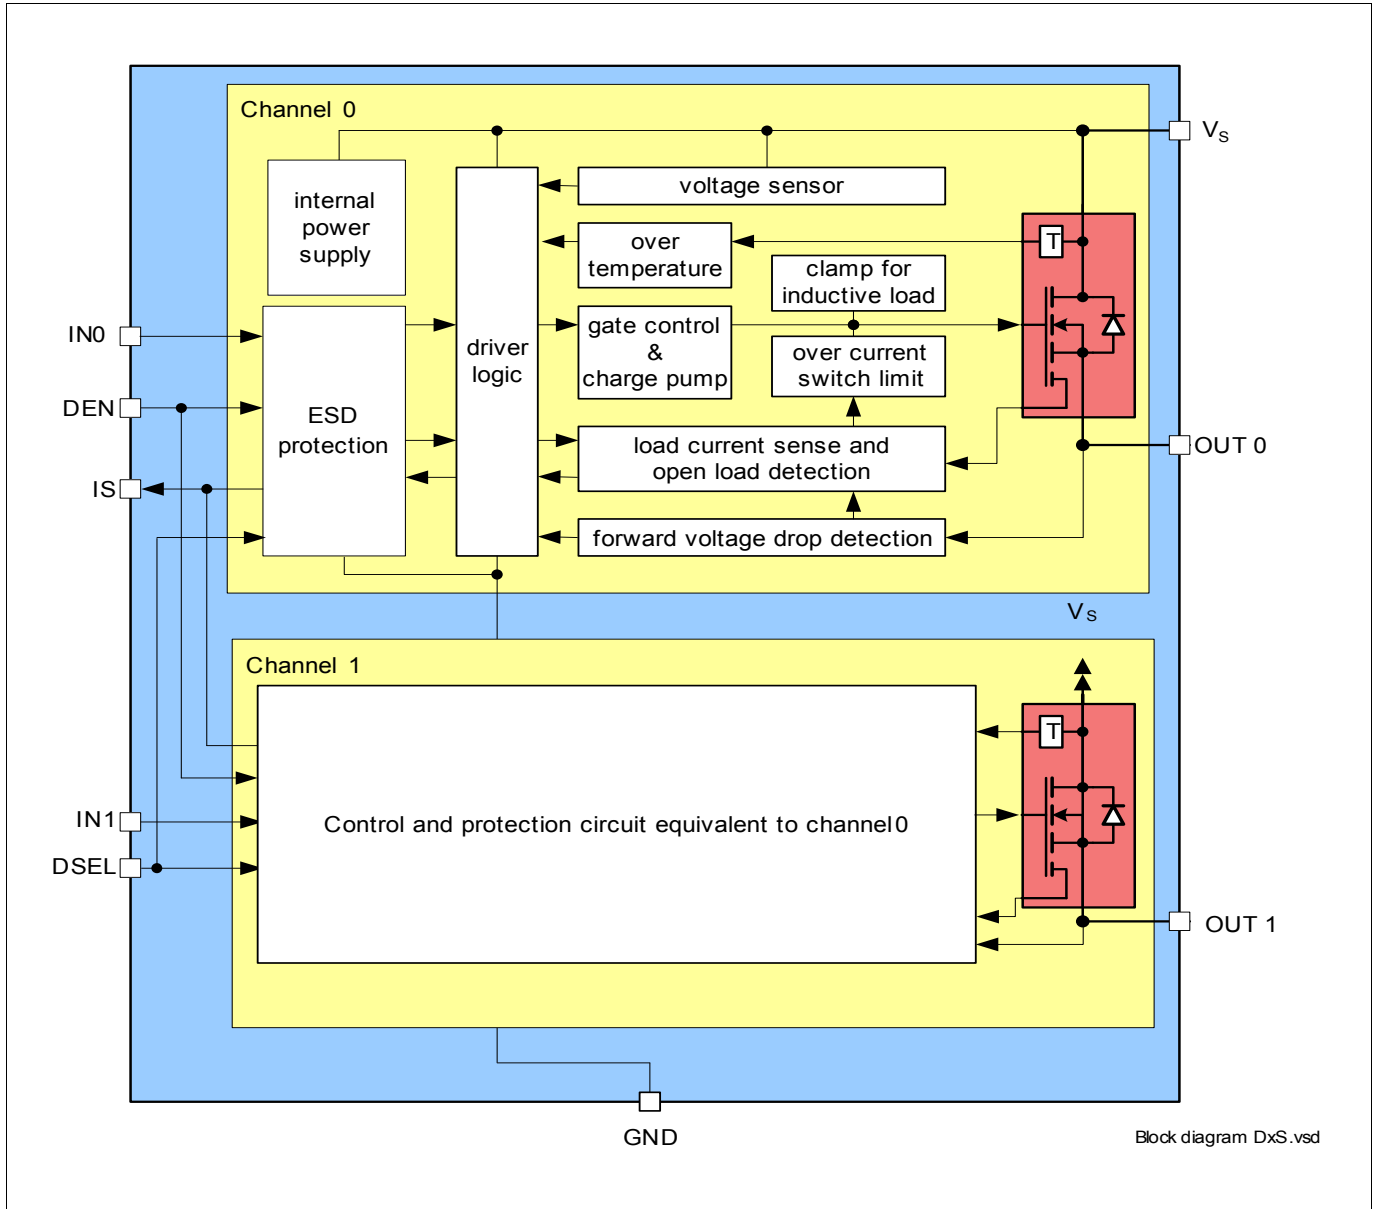 Channel 0
V_S
internal
power
supply
voltage sensor
over
temperature
T
clamp for
inductive load
IN0
driver
logic
gate control
&
charge pump
over current
switch limit
DEN
ESD
protection
load current sense and
open load detection
OUT 0
IS
forward voltage drop detection
V_S
Channel 1
T
IN1
Control and protection circuit equivalent to channel 0
DSEL
OUT 1
GND
Block diagram DxS.vsd